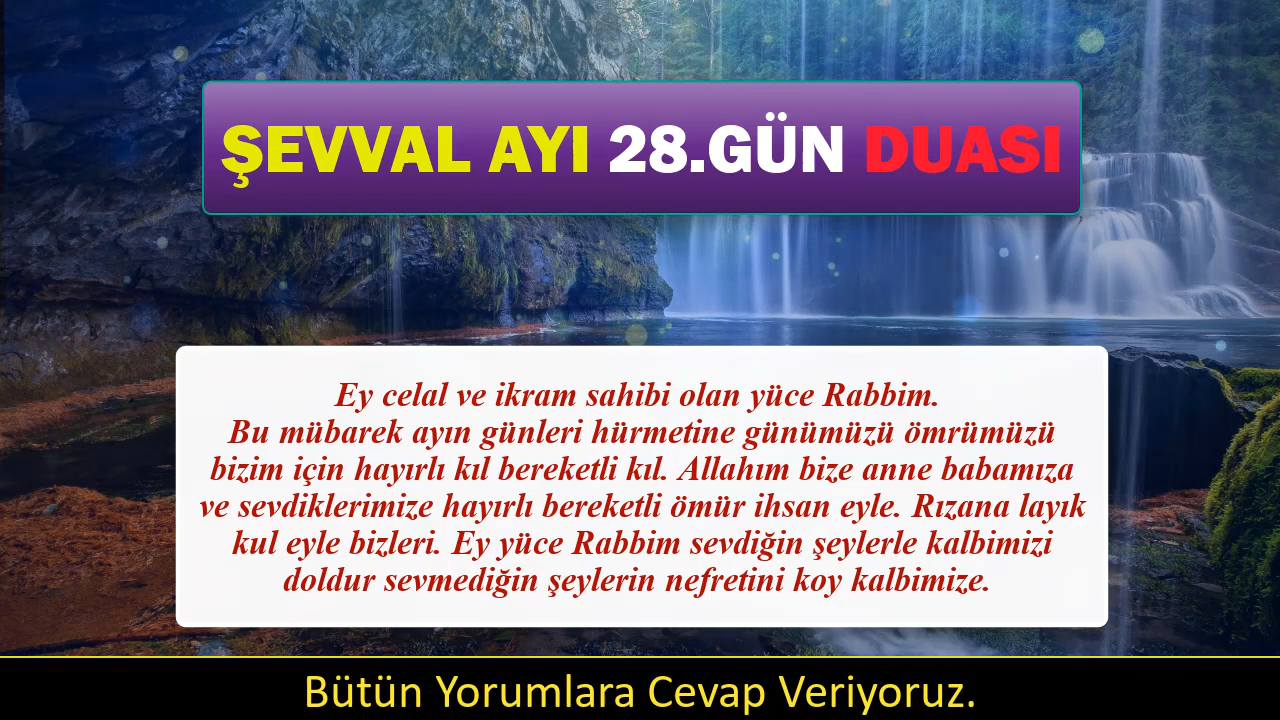 ŞEVVAL AYI 28.GÜN DUASI
Ey celal ve ikram sahibi olan yüce Rabbim.
Bu mübarek ayın günleri hürmetine günümüzü ömrümüzü
bizim için hayırlı kıl bereketli kıl. Allahım bize anne babamıza
ve sevdiklerimize hayırlı bereketli ömür ihsan eyle. Rızana layık
kul eyle bizleri. Ey yüce Rabbim sevdiğin şeylerle kalbimizi
doldur sevmediğin şeylerin nefretini koy kalbimize.
Bütün Yorumlara Cevap Veriyoruz.